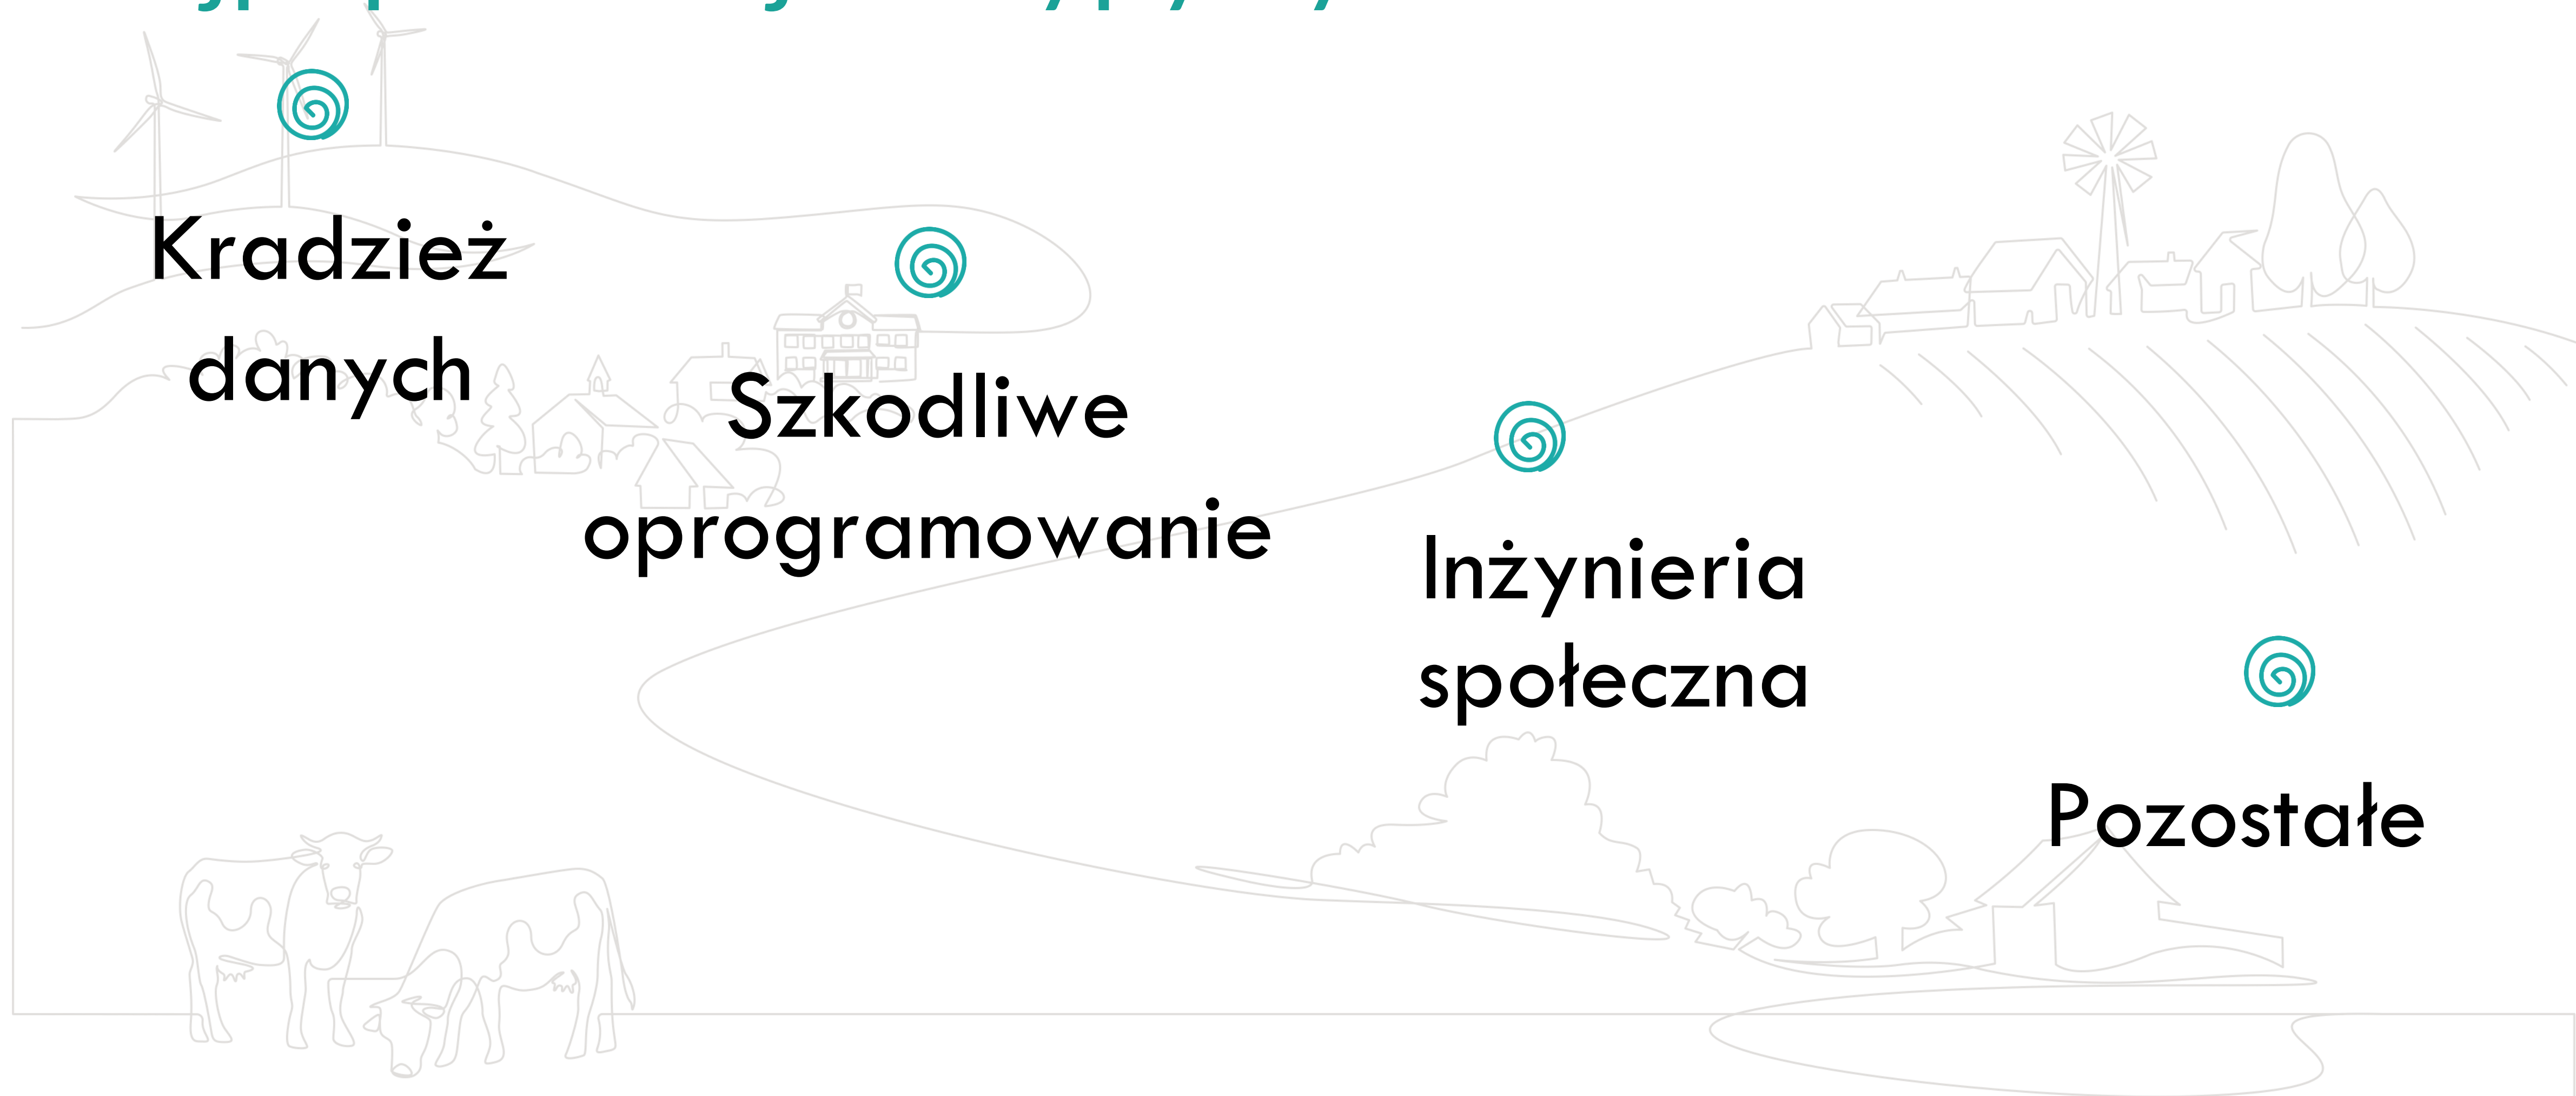 Kradzież
danych
Szkodliwe
oprogramowanie
Inżynieria
społeczna
Pozostałe